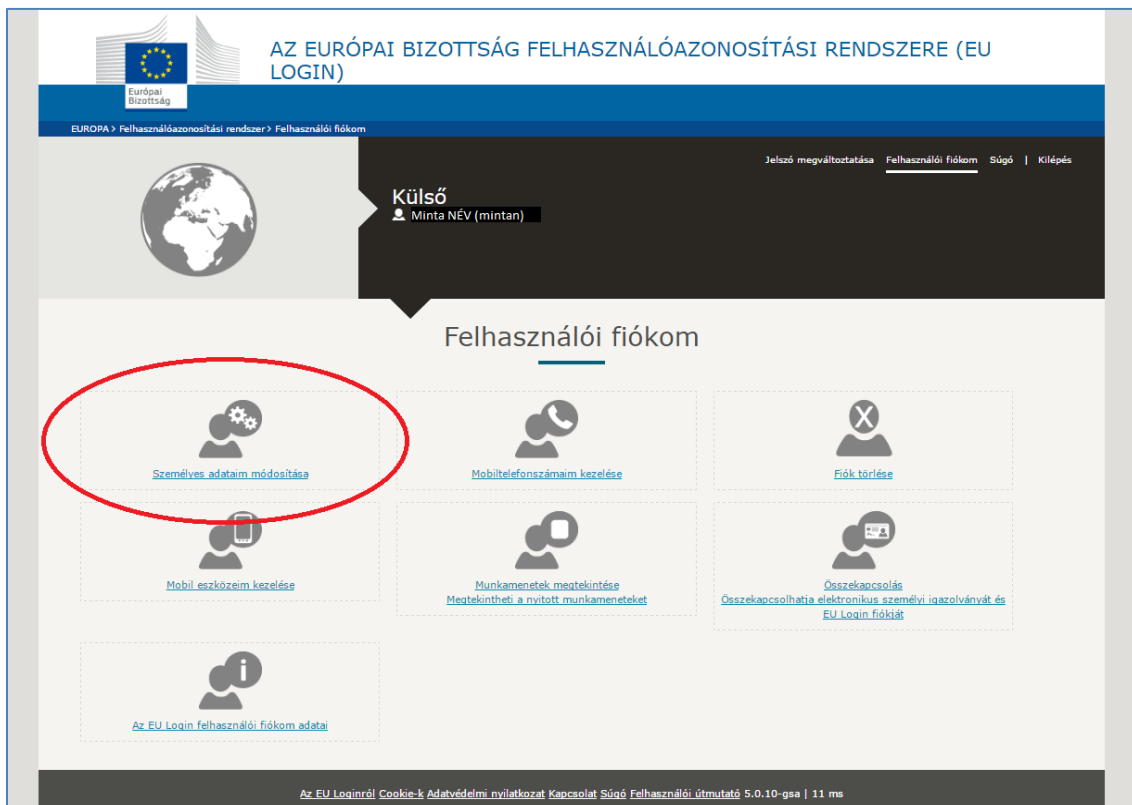 AZ EURÓPAI BIZOTTSÁG FELHASZNÁLÓAZONOSÍTÁSI RENDSZERE (EU
LOGIN)
Európai
Bizottság
EUROPA > Felhasználóazonosítási rendszer > Felhasználói fiókom
Jelszó megváltoztatása Felhasználói fiókom Súgó | Kilépés
Külső
Minta NÉV (mintan)
Felhasználói fiókom
Személyes adataim módosítása
Mobiltelefonszámaim kezelése
Fiók törlése
Mobil eszközeim kezelése
Munkamenetek megtekintése
Megtekintheti a nyitott munkameneteket
Összekapcsolás
Összekapcsolhatja elektronikus személyi igazolványát és
EU Login fiókját
Az EU Login felhasználói fiókom adatai
Az EU Loginról Cookie-k Adatvédelmi nyilatkozat Kapcsolat Súgó Felhasználói útmutató 5.0.10-gsa | 11 ms